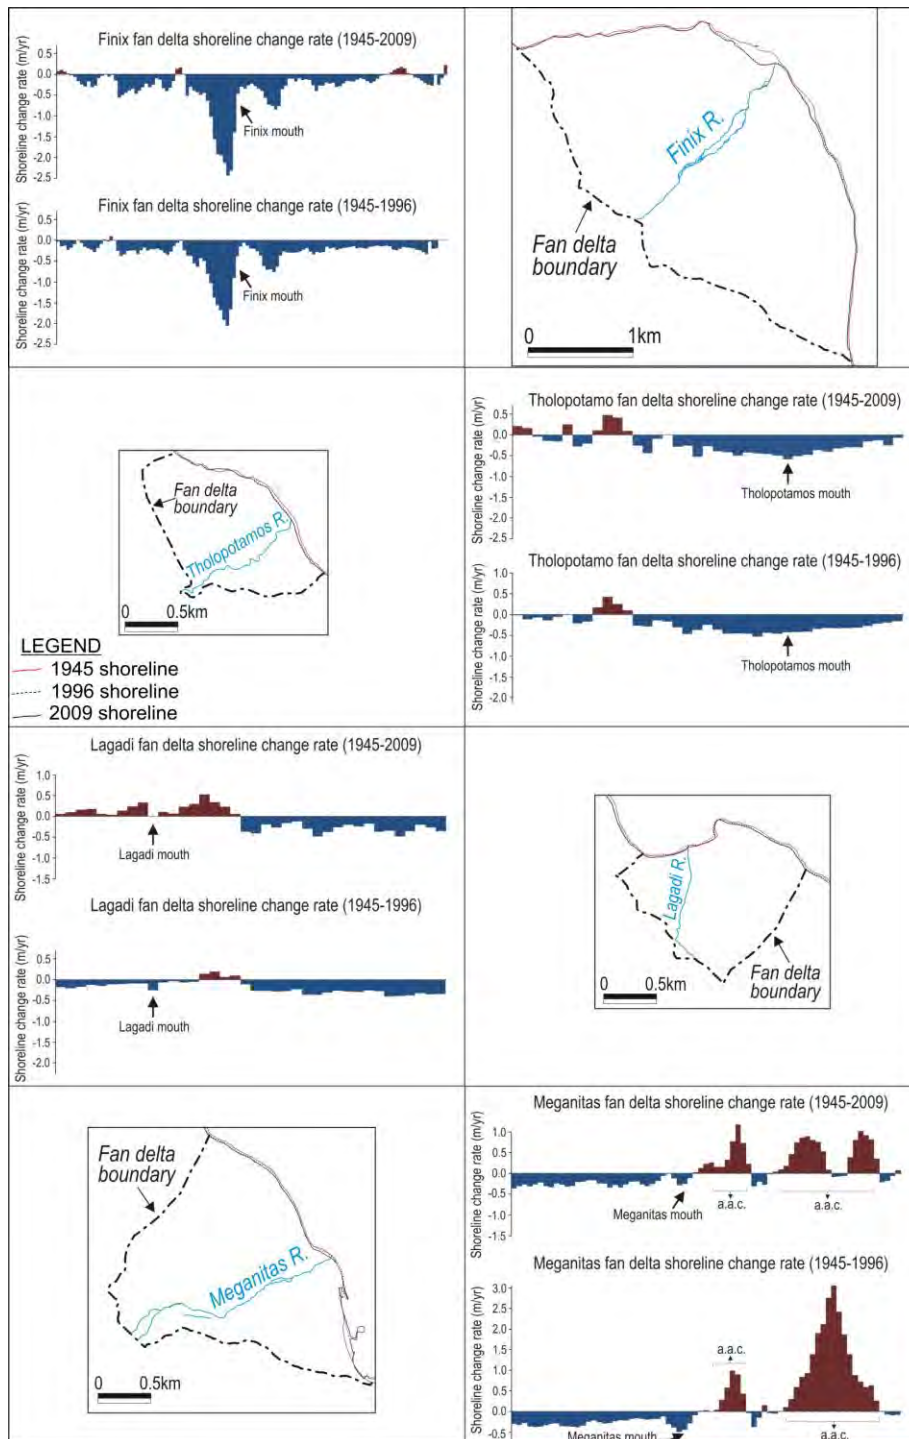 Finix fan delta shoreline change rate (1945-2009)
Shoreline change rate (m/yr)
0.5
0.0
-0.5
-1.0
-1.5
-2.0
-2.5
Finix mouth
Finix fan delta shoreline change rate (1945-1996)
Shoreline change rate (m/yr)
0.5
0.0
-0.5
-1.0
-1.5
-2.0
-2.5
Finix mouth
Finix R.
Fan delta
boundary
0 1km
Fan delta
boundary
Tholopotamos R.
0 0.5km
LEGEND
1945 shoreline
1996 shoreline
2009 shoreline
Tholopotamo fan delta shoreline change rate (1945-2009)
Shoreline change rate (m/yr)
0.5
0.0
-0.5
-1.0
-1.5
-2.0
-2.5
Tholopotamos mouth
Tholopotamo fan delta shoreline change rate (1945-1996)
Shoreline change rate (m/yr)
1.0
0.5
0.0
-0.5
-1.0
-1.5
-2.0
Tholopotamos mouth
Lagadi fan delta shoreline change rate (1945-2009)
Shoreline change rate (m/yr)
1.0
0.5
0.0
-0.5
-1.0
-1.5
Lagadi mouth
Lagadi fan delta shoreline change rate (1945-1996)
Shoreline change rate (m/yr)
0.5
0.0
-0.5
-1.0
-1.5
-2.0
Lagadi mouth
Lagadi R.
0 0.5km
Fan delta
boundary
Fan delta
boundary
Meganitas R.
0 0.5km
Meganitas fan delta shoreline change rate (1945-2009)
Shoreline change rate (m/yr)
1.0
0.5
0.0
-0.5
-1.0
-1.5
Meganitas mouth
a.a.c.
a.a.c.
Meganitas fan delta shoreline change rate (1945-1996)
Shoreline change rate (m/yr)
3.0
2.5
2.0
1.5
1.0
0.5
0.0
-0.5
a.a.c.
Meganitas mouth
a.a.c.